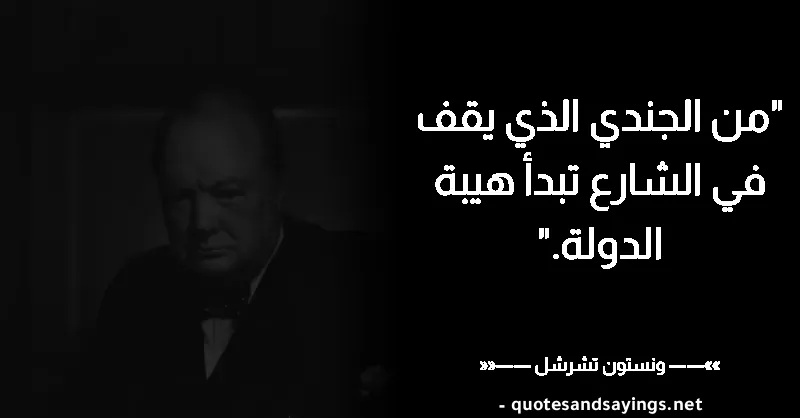 "من الجندي الذي يقف
في الشارع تبدأ هيبة
الدولة."
»»—— ونستون تشرشل ——««
- quotesandsayings.net